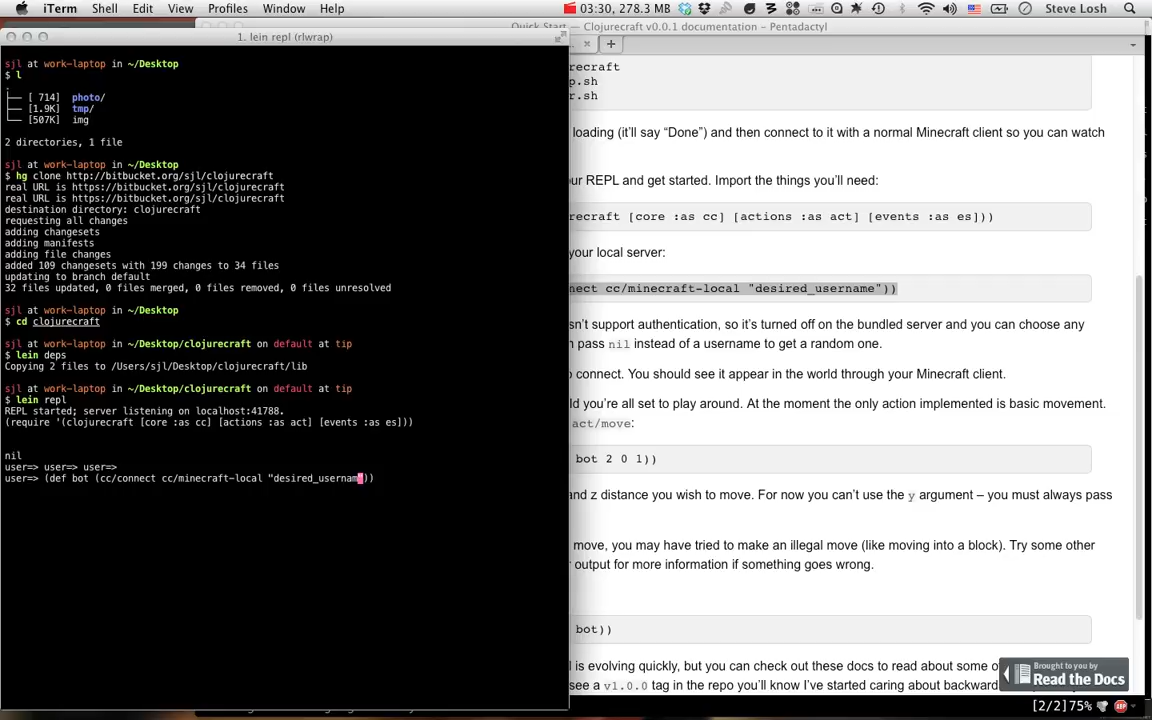 iTerm Shell Edit View Profiles Window Help 03:30, 278.3 MB Steve Losh
Clojurecraft v0.0.1 documentation - Pentadactyl
1. lein repl (rlwrap)
sjl at work-laptop in ~/Desktop
$ l
.
├── [ 714] photo/
├── [1.9K] tmp/
└── [507K] img
2 directories, 1 file
sjl at work-laptop in ~/Desktop
$ hg clone http://bitbucket.org/sjl/clojurecraft
real URL is https://bitbucket.org/sjl/clojurecraft
real URL is https://bitbucket.org/sjl/clojurecraft
destination directory: clojurecraft
requesting all changes
adding changesets
adding manifests
adding file changes
added 109 changesets with 199 changes to 34 files
updating to branch default
32 files updated, 0 files merged, 0 files removed, 0 files unresolved
sjl at work-laptop in ~/Desktop
$ cd clojurecraft
sjl at work-laptop in ~/Desktop/clojurecraft on default at tip
$ lein deps
Copying 2 files to /Users/sjl/Desktop/clojurecraft/lib
sjl at work-laptop in ~/Desktop/clojurecraft on default at tip
$ lein repl
REPL started; server listening on localhost:41788.
(require '(clojurecraft [core :as cc] [actions :as act] [events :as es]))
nil
user=> user=> user=>
user=> (def bot (cc/connect cc/minecraft-local "desired_usernam"))
recraft
p.sh
r.sh
loading (it'll say “Done”) and then connect to it with a normal Minecraft client so you can watch
ur REPL and get started. Import the things you'll need:
recraft [core :as cc] [actions :as act] [events :as es]))
your local server:
nect cc/minecraft-local "desired_username"))
sn't support authentication, so it's turned off on the bundled server and you can choose any
n pass nil instead of a username to get a random one.
o connect. You should see it appear in the world through your Minecraft client.
ld you're all set to play around. At the moment the only action implemented is basic movement.
act/move:
bot 2 0 1))
and z distance you wish to move. For now you can't use the y argument – you must always pass
move, you may have tried to make an illegal move (like moving into a block). Try some other
output for more information if something goes wrong.
bot))
l is evolving quickly, but you can check out these docs to read about some o
see a v1.0.0 tag in the repo you'll know I've started caring about backward
Brought to you by
Read the Docs
[2/2] 75%